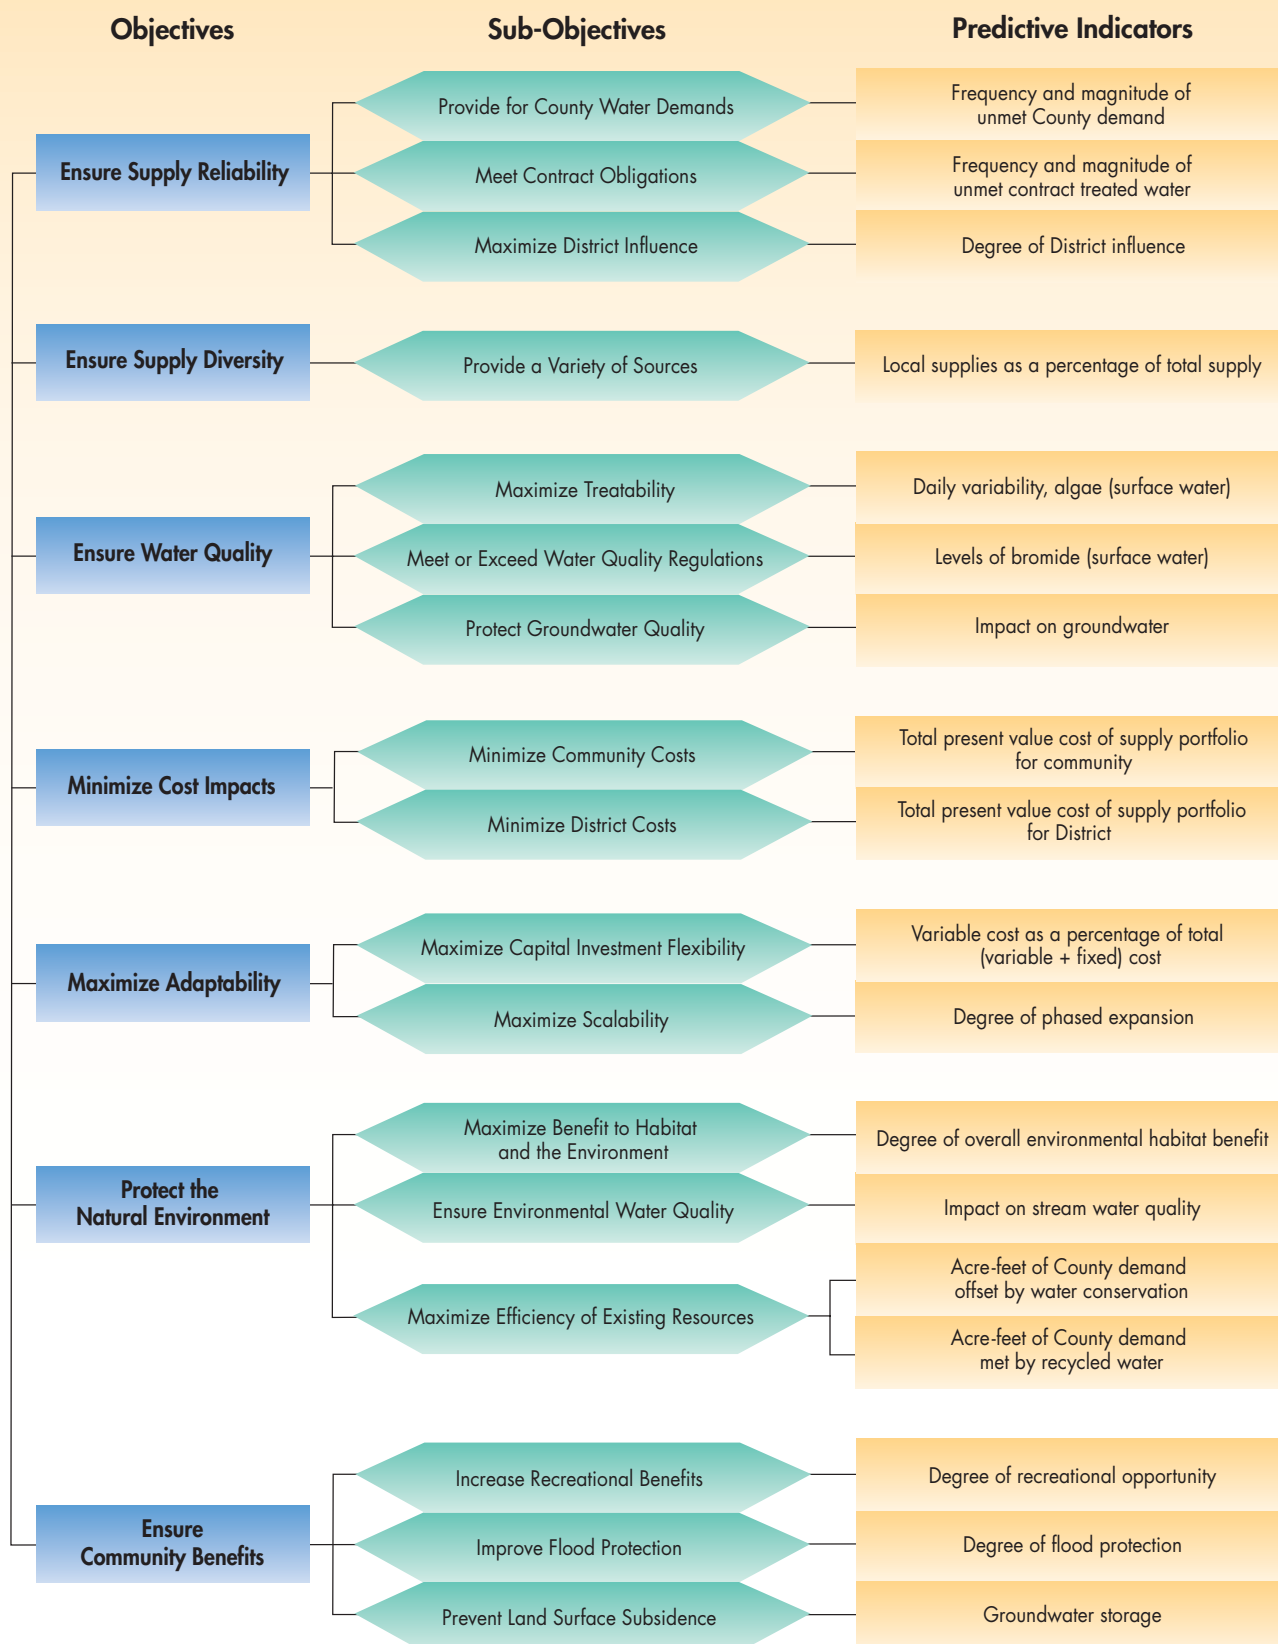 Objectives
Sub-Objectives
Predictive Indicators
Ensure Supply Reliability
Provide for County Water Demands
Frequency and magnitude of
unmet County demand
Meet Contract Obligations
Frequency and magnitude of
unmet contract treated water
Maximize District Influence
Degree of District influence
Ensure Supply Diversity
Provide a Variety of Sources
Local supplies as a percentage of total supply
Ensure Water Quality
Maximize Treatability
Daily variability, algae (surface water)
Meet or Exceed Water Quality Regulations
Levels of bromide (surface water)
Protect Groundwater Quality
Impact on groundwater
Minimize Cost Impacts
Minimize Community Costs
Total present value cost of supply portfolio
for community
Minimize District Costs
Total present value cost of supply portfolio
for District
Maximize Adaptability
Maximize Capital Investment Flexibility
Variable cost as a percentage of total
(variable + fixed) cost
Maximize Scalability
Degree of phased expansion
Protect the
Natural Environment
Maximize Benefit to Habitat
and the Environment
Degree of overall environmental habitat benefit
Ensure Environmental Water Quality
Impact on stream water quality
Maximize Efficiency of Existing Resources
Acre-feet of County demand
offset by water conservation
Acre-feet of County demand
met by recycled water
Ensure
Community Benefits
Increase Recreational Benefits
Degree of recreational opportunity
Improve Flood Protection
Degree of flood protection
Prevent Land Surface Subsidence
Groundwater storage